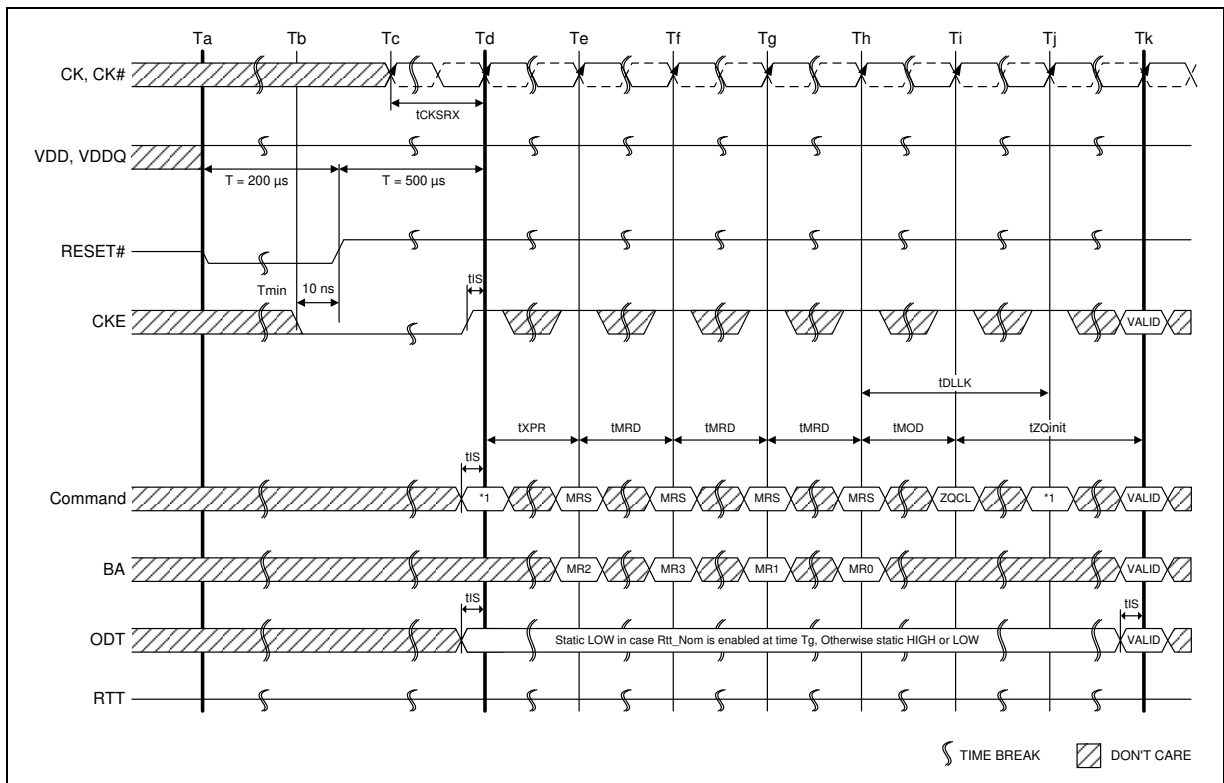 Ta Tb Tc Td Te Tf Tg Th Ti Tj Tk
CK, CK#
tCKSRX
VDD, VDDQ
T = 200 µs T = 500 µs
RESET#
tIS
Tmin 10 ns
CKE VALID
tDLLK
tXPR tMRD tMRD tMRD tMOD tZQinit
tIS
Command *1 MRS MRS MRS MRS ZQCL *1 VALID
BA MR2 MR3 MR1 MR0 VALID
tIS tIS
ODT Static LOW in case Rtt_Nom is enabled at time Tg, Otherwise static HIGH or LOW VALID
RTT
TIME BREAK DON'T CARE